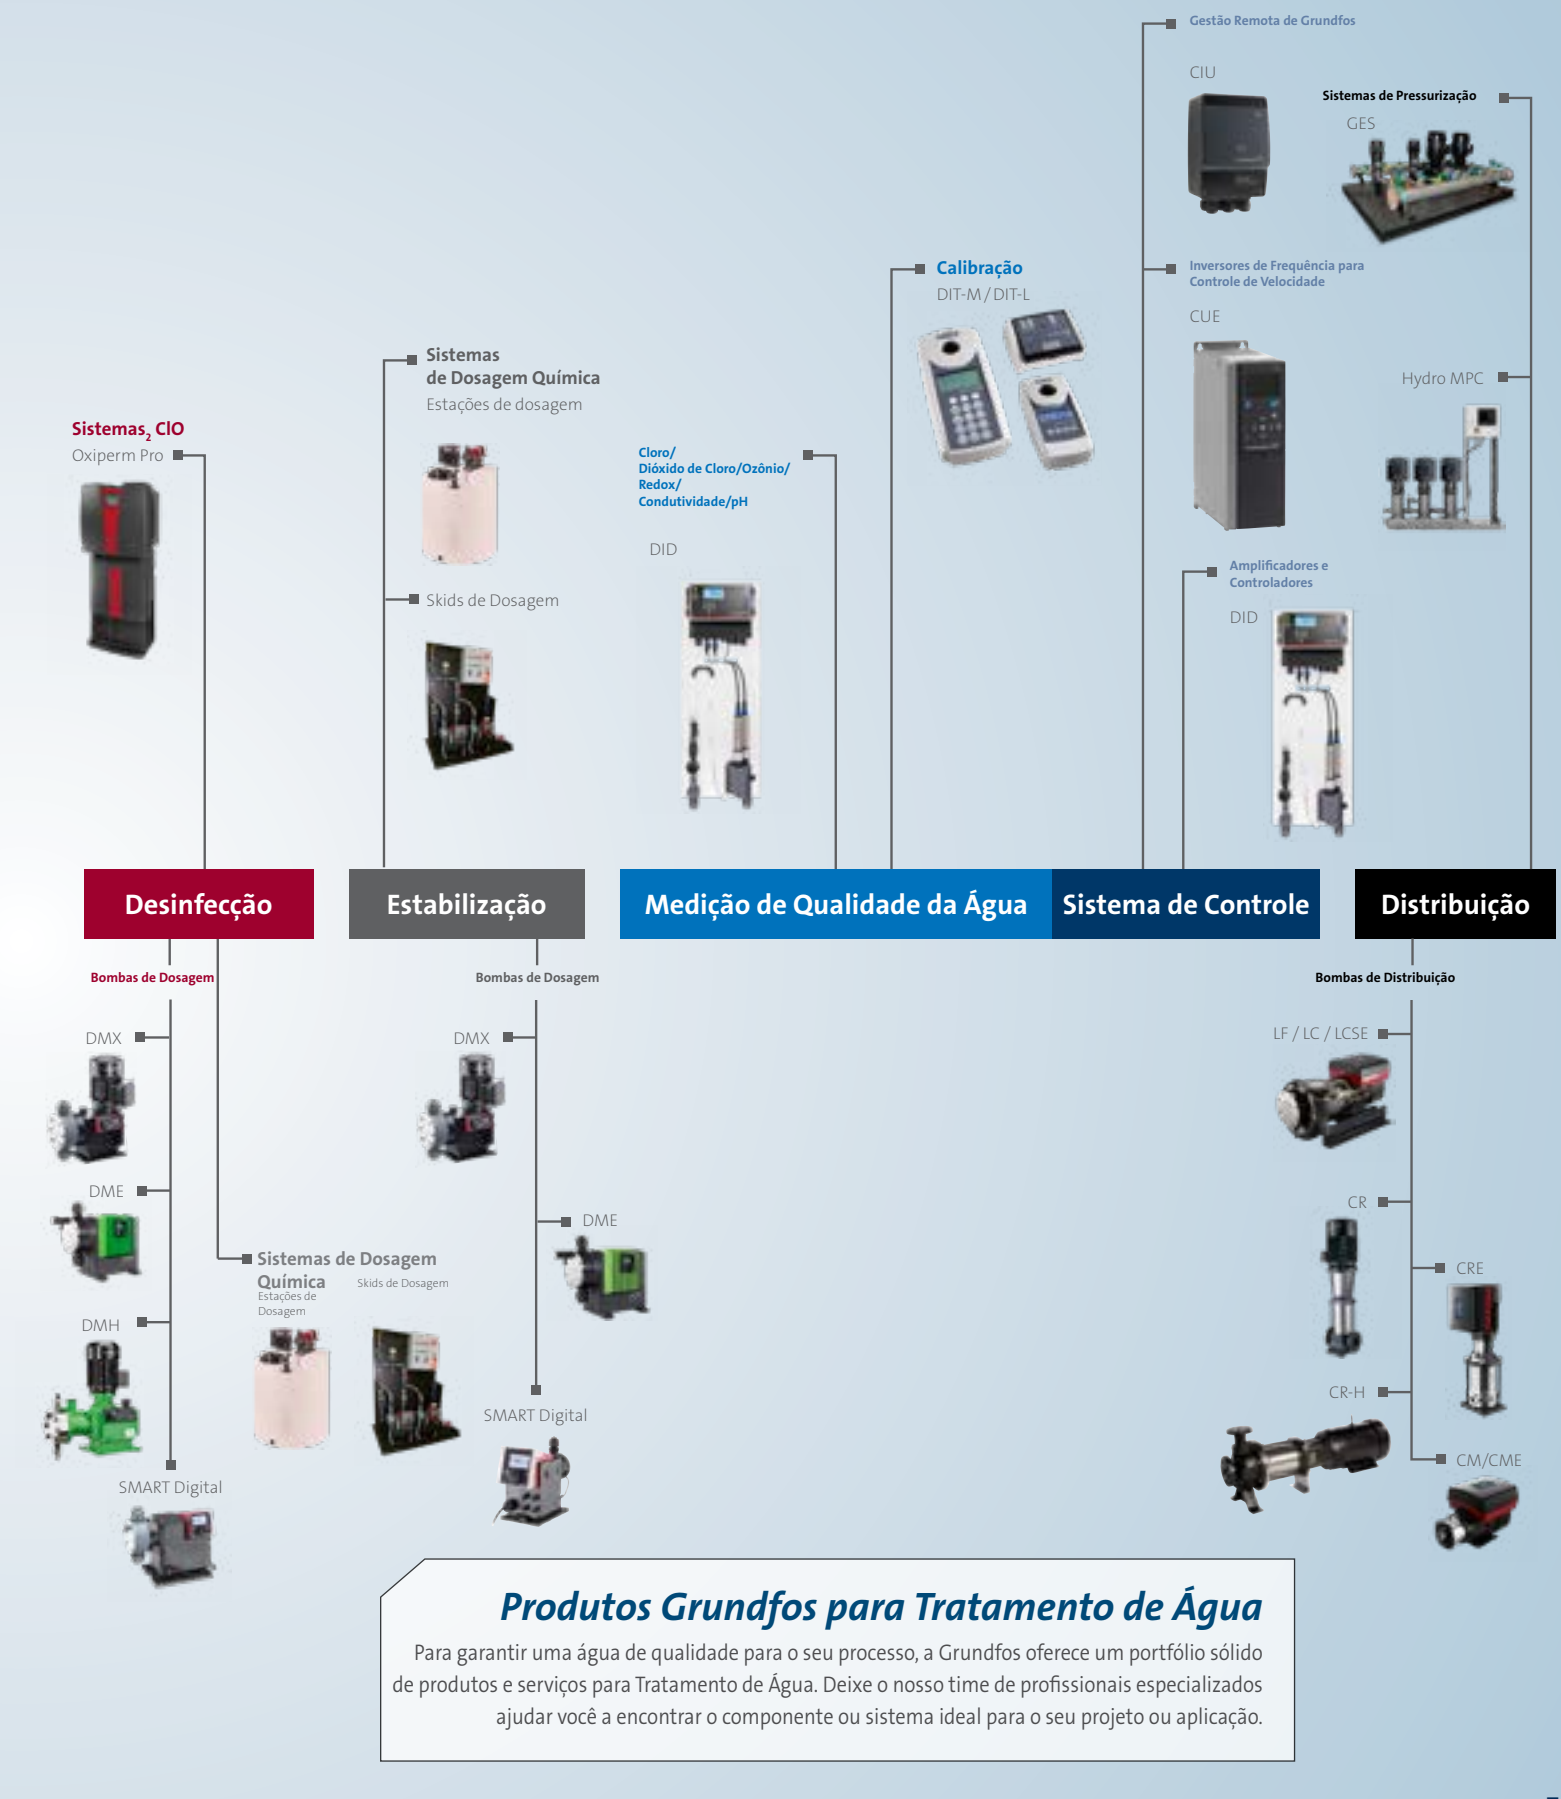 Gestão Remota de Grundfos
CIU
Sistemas de Pressurização
GES
Calibração
DIT-M / DIT-L
Inversores de Frequência para
Controle de Velocidade
CUE
Sistemas
de Dosagem Química
Estações de dosagem
Hydro MPC
Sistemas₂ ClO
Oxiperm Pro
Cloro/
Dióxido de Cloro/Ozônio/
Redox/
Condutividade/pH
DID
Amplificadores e
Controladores
DID
Skids de Dosagem
Desinfecção
Estabilização
Medição de Qualidade da Água
Sistema de Controle
Distribuição
Bombas de Dosagem
DMX
DME
DMH
SMART Digital
Sistemas de Dosagem
Química
Estações de
Dosagem
Skids de Dosagem
Bombas de Dosagem
DMX
DME
SMART Digital
Bombas de Distribuição
LF / LC / LCSE
CR
CRE
CR-H
CM/CME
Produtos Grundfos para Tratamento de Água
Para garantir uma água de qualidade para o seu processo, a Grundfos oferece um portfólio sólido
de produtos e serviços para Tratamento de Água. Deixe o nosso time de profissionais especializados
ajudar você a encontrar o componente ou sistema ideal para o seu projeto ou aplicação.